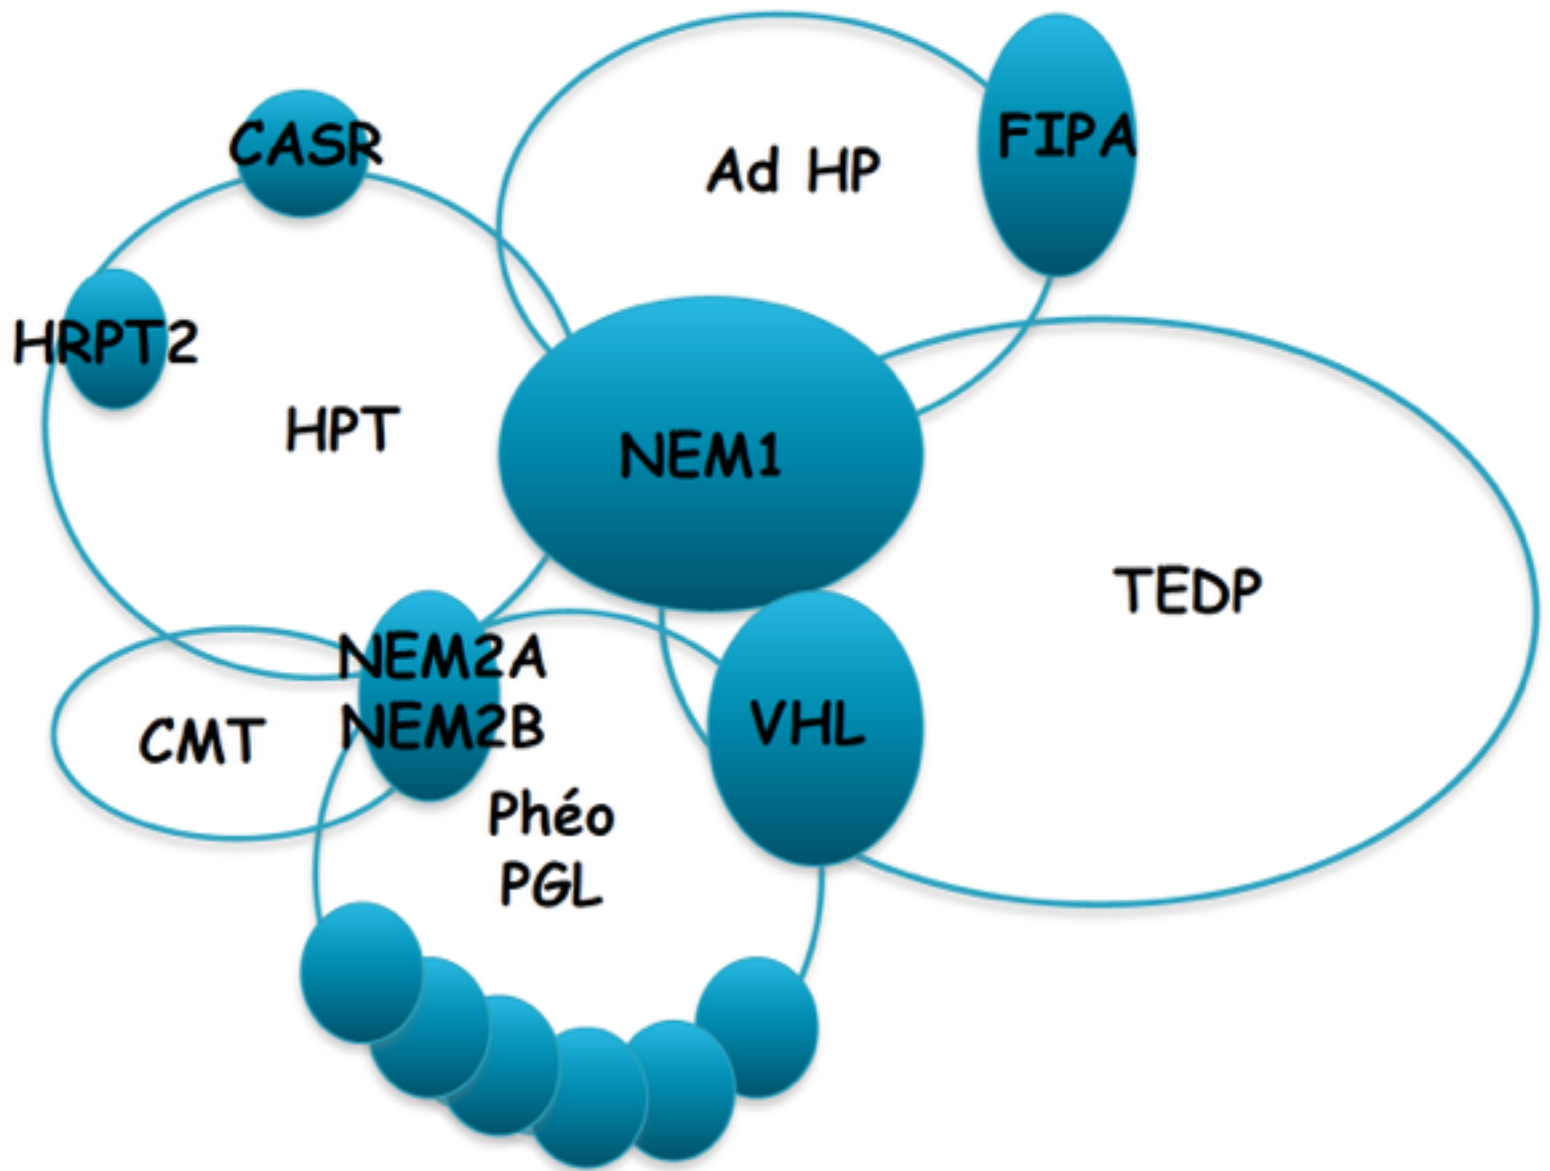 CASR
Ad HP
FIPA
HRPT2
HPT
NEM1
TEDP
NEM2A
NEM2B
CMT
VHL
Phéo
PGL